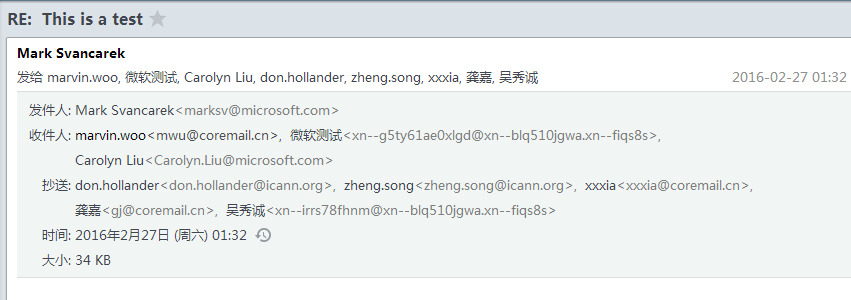 RE: This is a test
Mark Svancarek
发给 marvin.woo, 微软测试, Carolyn Liu, don.hollander, zheng.song, xxxia, 龚嘉, 吴秀诚 2016-02-27 01:32
发件人: Mark Svancarek<marksv@microsoft.com>
收件人: marvin.woo<mwu@coremail.cn>, 微软测试<xn--g5ty61ae0xlgd@xn--blq510jgwa.xn--fiqs8s>,
Carolyn Liu<Carolyn.Liu@microsoft.com>
抄送: don.hollander<don.hollander@icann.org>, zheng.song<zheng.song@icann.org>, xxxia<xxxia@coremail.cn>,
龚嘉<gj@coremail.cn>, 吴秀诚<xn--irrs78fhnm@xn--blq510jgwa.xn--fiqs8s>
时间: 2016年2月27日 (周六) 01:32
大小: 34 KB